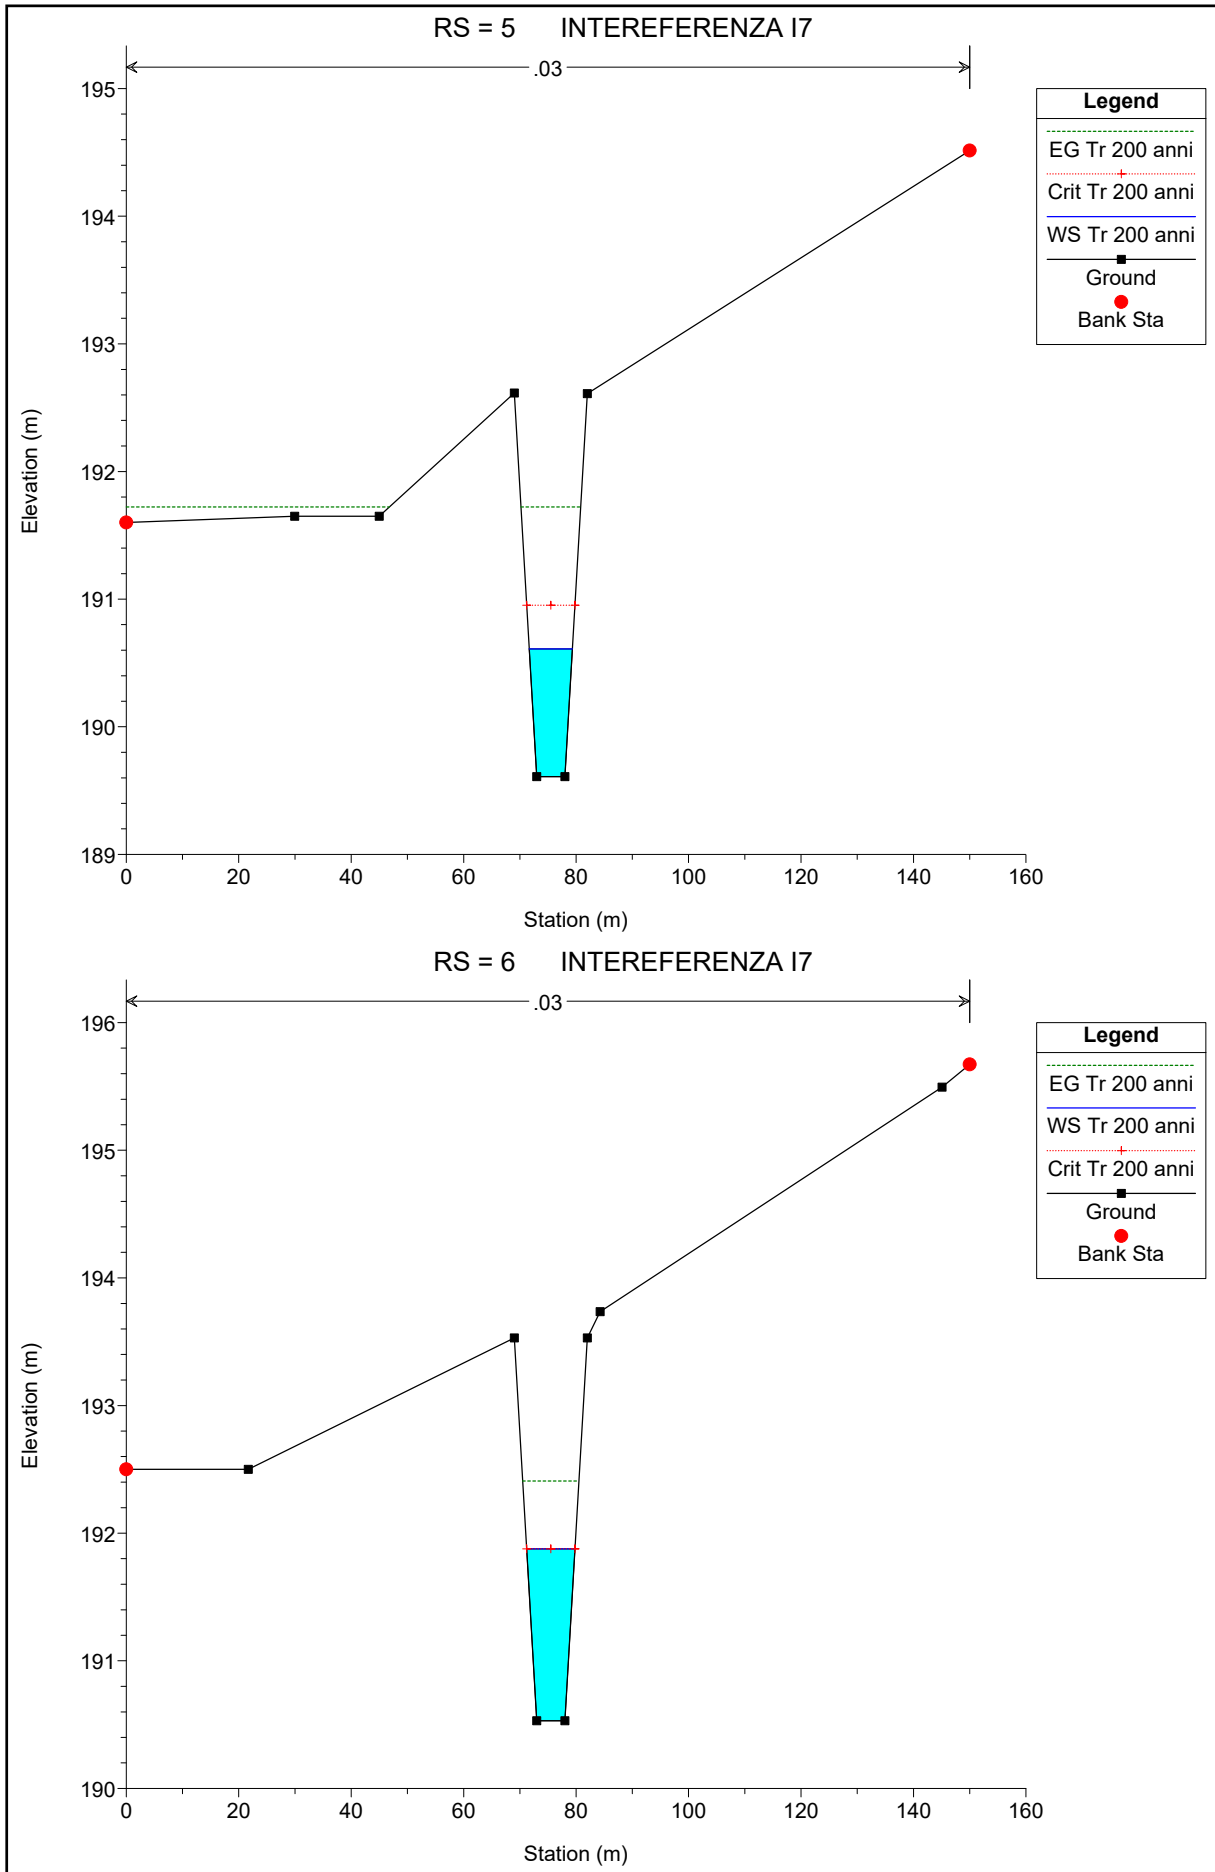 RS = 5 INTEREFERENZA I7
.03
195
194
193
192
191
190
189
Elevation (m)
0 20 40 60 80 100 120 140 160
Station (m)
Legend
EG Tr 200 anni
Crit Tr 200 anni
WS Tr 200 anni
Ground
Bank Sta
RS = 6 INTEREFERENZA I7
.03
196
195
194
193
192
191
190
Elevation (m)
0 20 40 60 80 100 120 140 160
Station (m)
Legend
EG Tr 200 anni
WS Tr 200 anni
Crit Tr 200 anni
Ground
Bank Sta